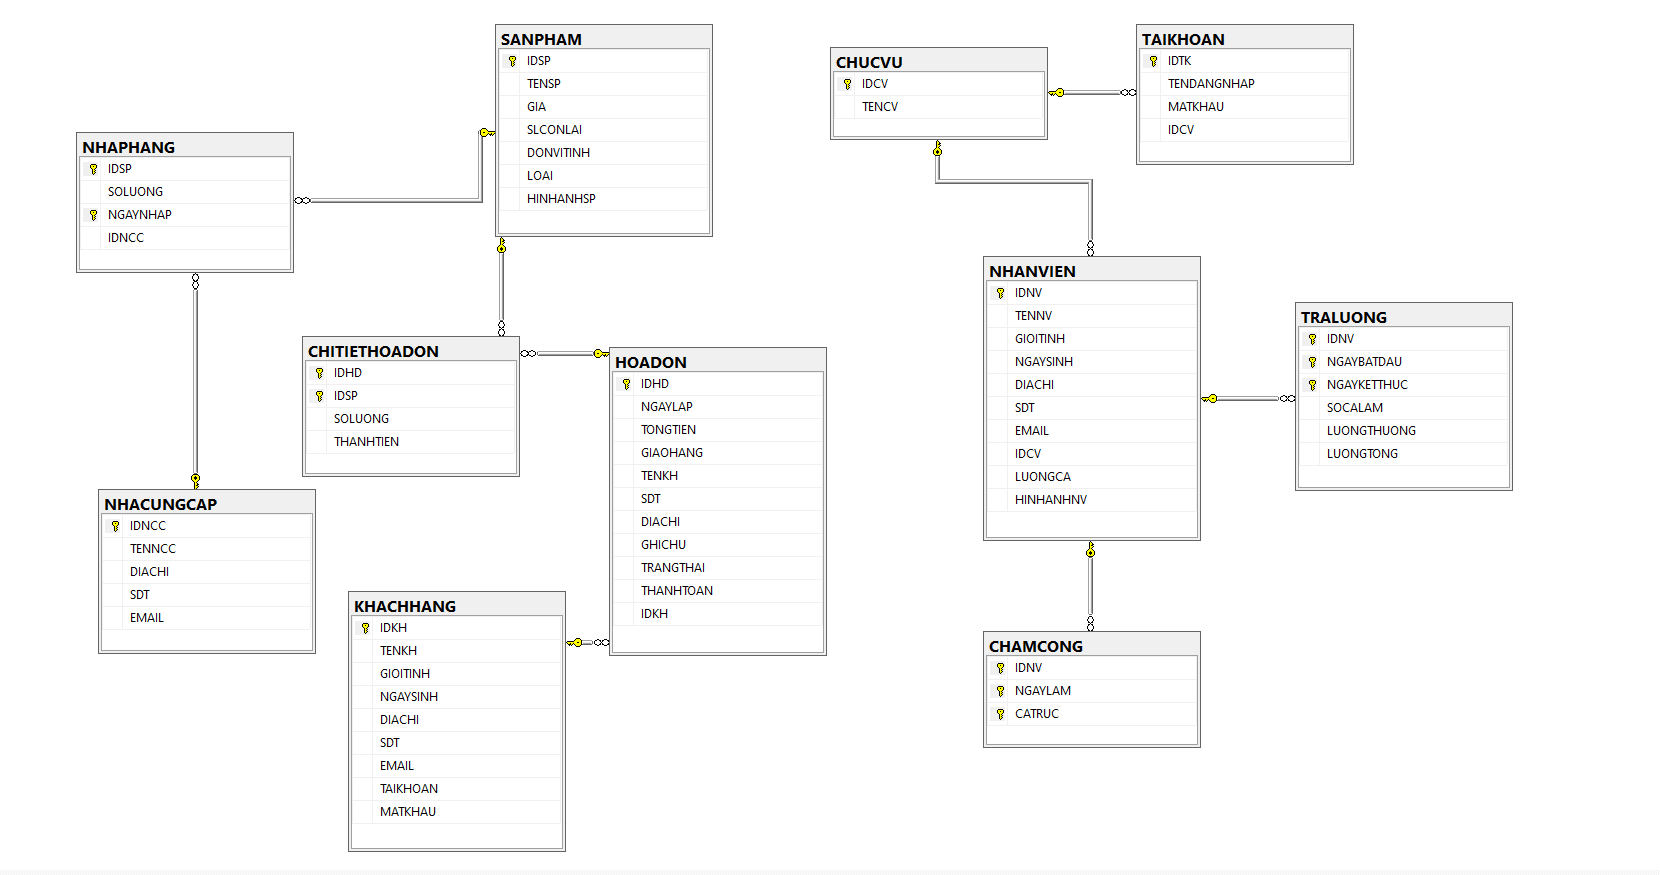 SANPHAM
IDSP
TENSP
GIA
SLCONLAI
DONVITINH
LOAI
HINHANHSP
CHUCVU
IDCV
TENCV
TAIKHOAN
IDTK
TENDANGNHAP
MATKHAU
IDCV
NHAPHANG
IDSP
SOLUONG
NGAYNHAP
IDNCC
NHANVIEN
IDNV
TENNV
GIOITINH
NGAYSINH
DIACHI
SDT
EMAIL
IDCV
LUONGCA
HINHANHNV
TRALUONG
IDNV
NGAYBATDAU
NGAYKETTHUC
SOCALAM
LUONGTHUONG
LUONGTONG
CHITIETHOADON
IDHD
IDSP
SOLUONG
THANHTIEN
HOADON
IDHD
NGAYLAP
TONGTIEN
GIAOHANG
TENKH
SDT
DIACHI
GHICHU
TRANGTHAI
THANHTOAN
IDKH
NHACUNGCAP
IDNCC
TENNCC
DIACHI
SDT
EMAIL
KHACHHANG
IDKH
TENKH
GIOITINH
NGAYSINH
DIACHI
SDT
EMAIL
TAIKHOAN
MATKHAU
CHAMCONG
IDNV
NGAYLAM
CATRUC